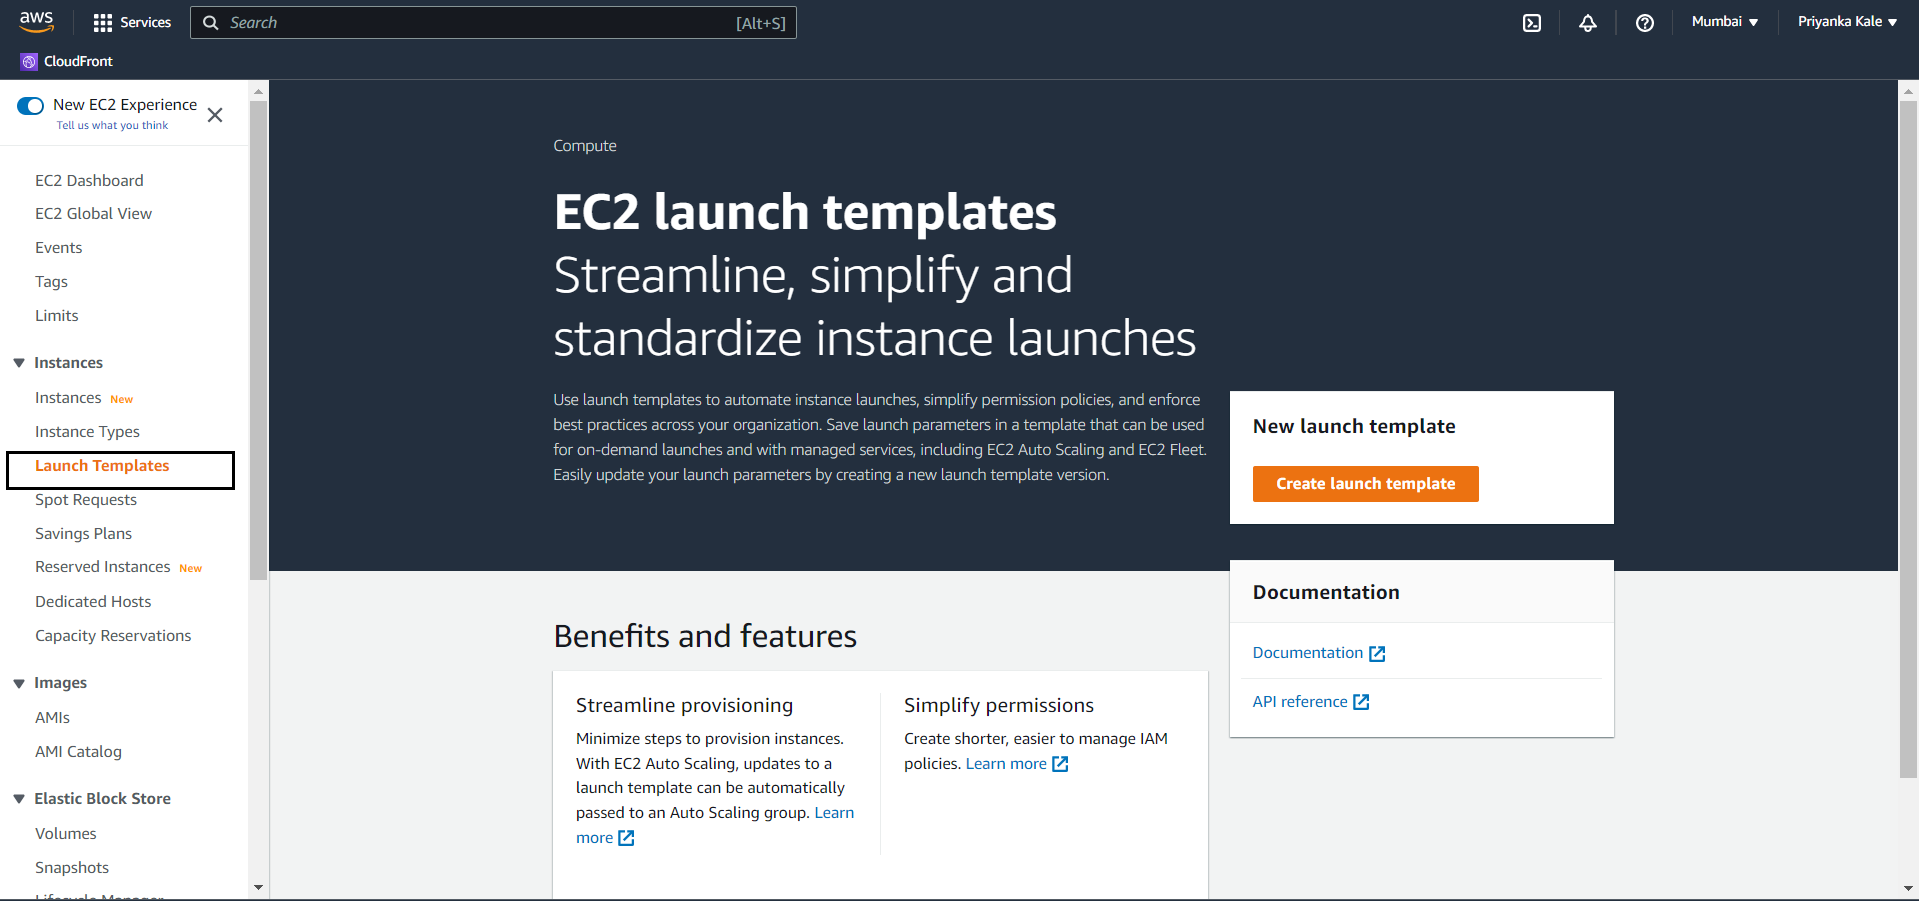 aws
Services
Search
[Alt+S]
Mumbai
Priyanka Kale
CloudFront
New EC2 Experience
Tell us what you think
EC2 Dashboard
EC2 Global View
Events
Tags
Limits
Instances
Instances New
Instance Types
Launch Templates
Spot Requests
Savings Plans
Reserved Instances New
Dedicated Hosts
Capacity Reservations
Images
AMIs
AMI Catalog
Elastic Block Store
Volumes
Snapshots
Lifecycle Manager
Compute
EC2 launch templates
Streamline, simplify and
standardize instance launches
Use launch templates to automate instance launches, simplify permission policies, and enforce
best practices across your organization. Save launch parameters in a template that can be used
for on-demand launches and with managed services, including EC2 Auto Scaling and EC2 Fleet.
Easily update your launch parameters by creating a new launch template version.
New launch template
Create launch template
Documentation
Documentation
API reference
Benefits and features
Streamline provisioning
Minimize steps to provision instances.
With EC2 Auto Scaling, updates to a
launch template can be automatically
passed to an Auto Scaling group. Learn
more
Simplify permissions
Create shorter, easier to manage IAM
policies. Learn more